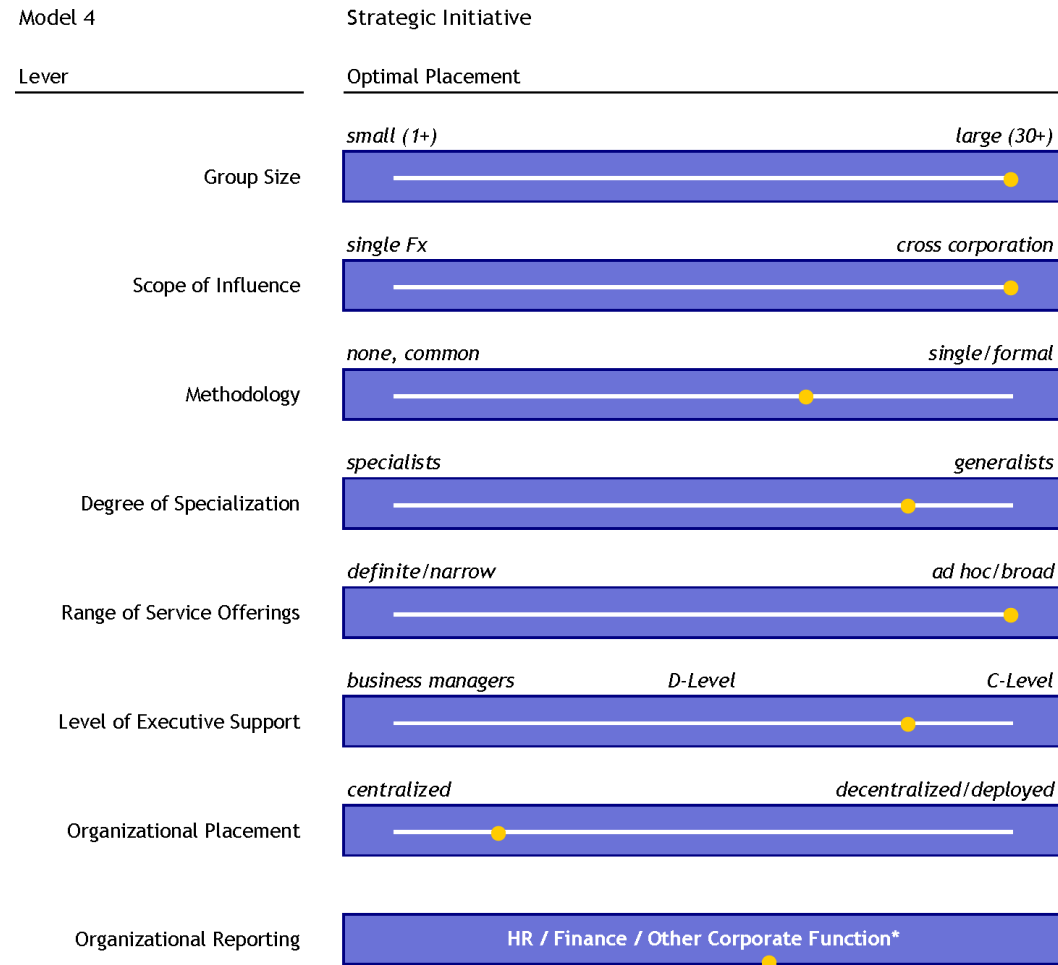 Model 4 Strategic Initiative
Lever Optimal Placement
small (1+) large (30+)
Group Size
single Fx cross corporation
Scope of Influence
none, common single/formal
Methodology
specialists generalists
Degree of Specialization
definite/narrow ad hoc/broad
Range of Service Offerings
business managers D-Level C-Level
Level of Executive Support
centralized decentralized/deployed
Organizational Placement
Organizational Reporting HR / Finance / Other Corporate Function*